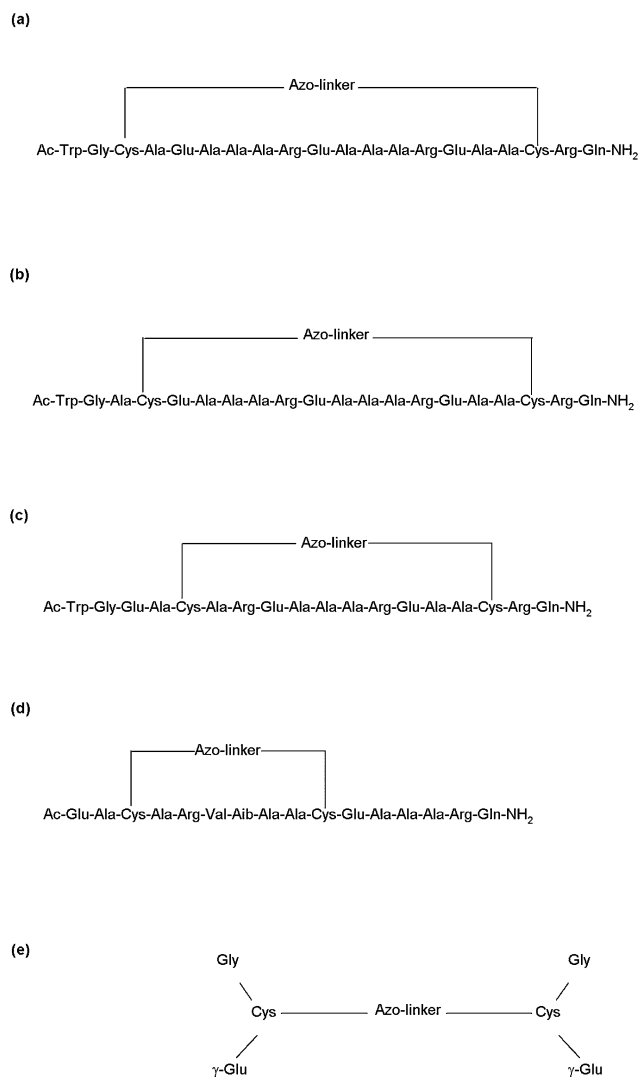 (a)
Azo-linker
Ac-Trp-Gly-Cys-Ala-Glu-Ala-Ala-Ala-Arg-Glu-Ala-Ala-Ala-Arg-Glu-Ala-Ala-Cys-Arg-Gln-NH2
(b)
Azo-linker
Ac-Trp-Gly-Ala-Cys-Glu-Ala-Ala-Ala-Arg-Glu-Ala-Ala-Ala-Arg-Glu-Ala-Ala-Cys-Arg-Gln-NH2
(c)
Azo-linker
Ac-Trp-Gly-Glu-Ala-Cys-Ala-Arg-Glu-Ala-Ala-Ala-Arg-Glu-Ala-Ala-Cys-Arg-Gln-NH2
(d)
Azo-linker
Ac-Glu-Ala-Cys-Ala-Arg-Val-Aib-Ala-Ala-Cys-Glu-Ala-Ala-Ala-Arg-Gln-NH2
(e)
Gly Gly
Cys Azo-linker Cys
γ-Glu γ-Glu